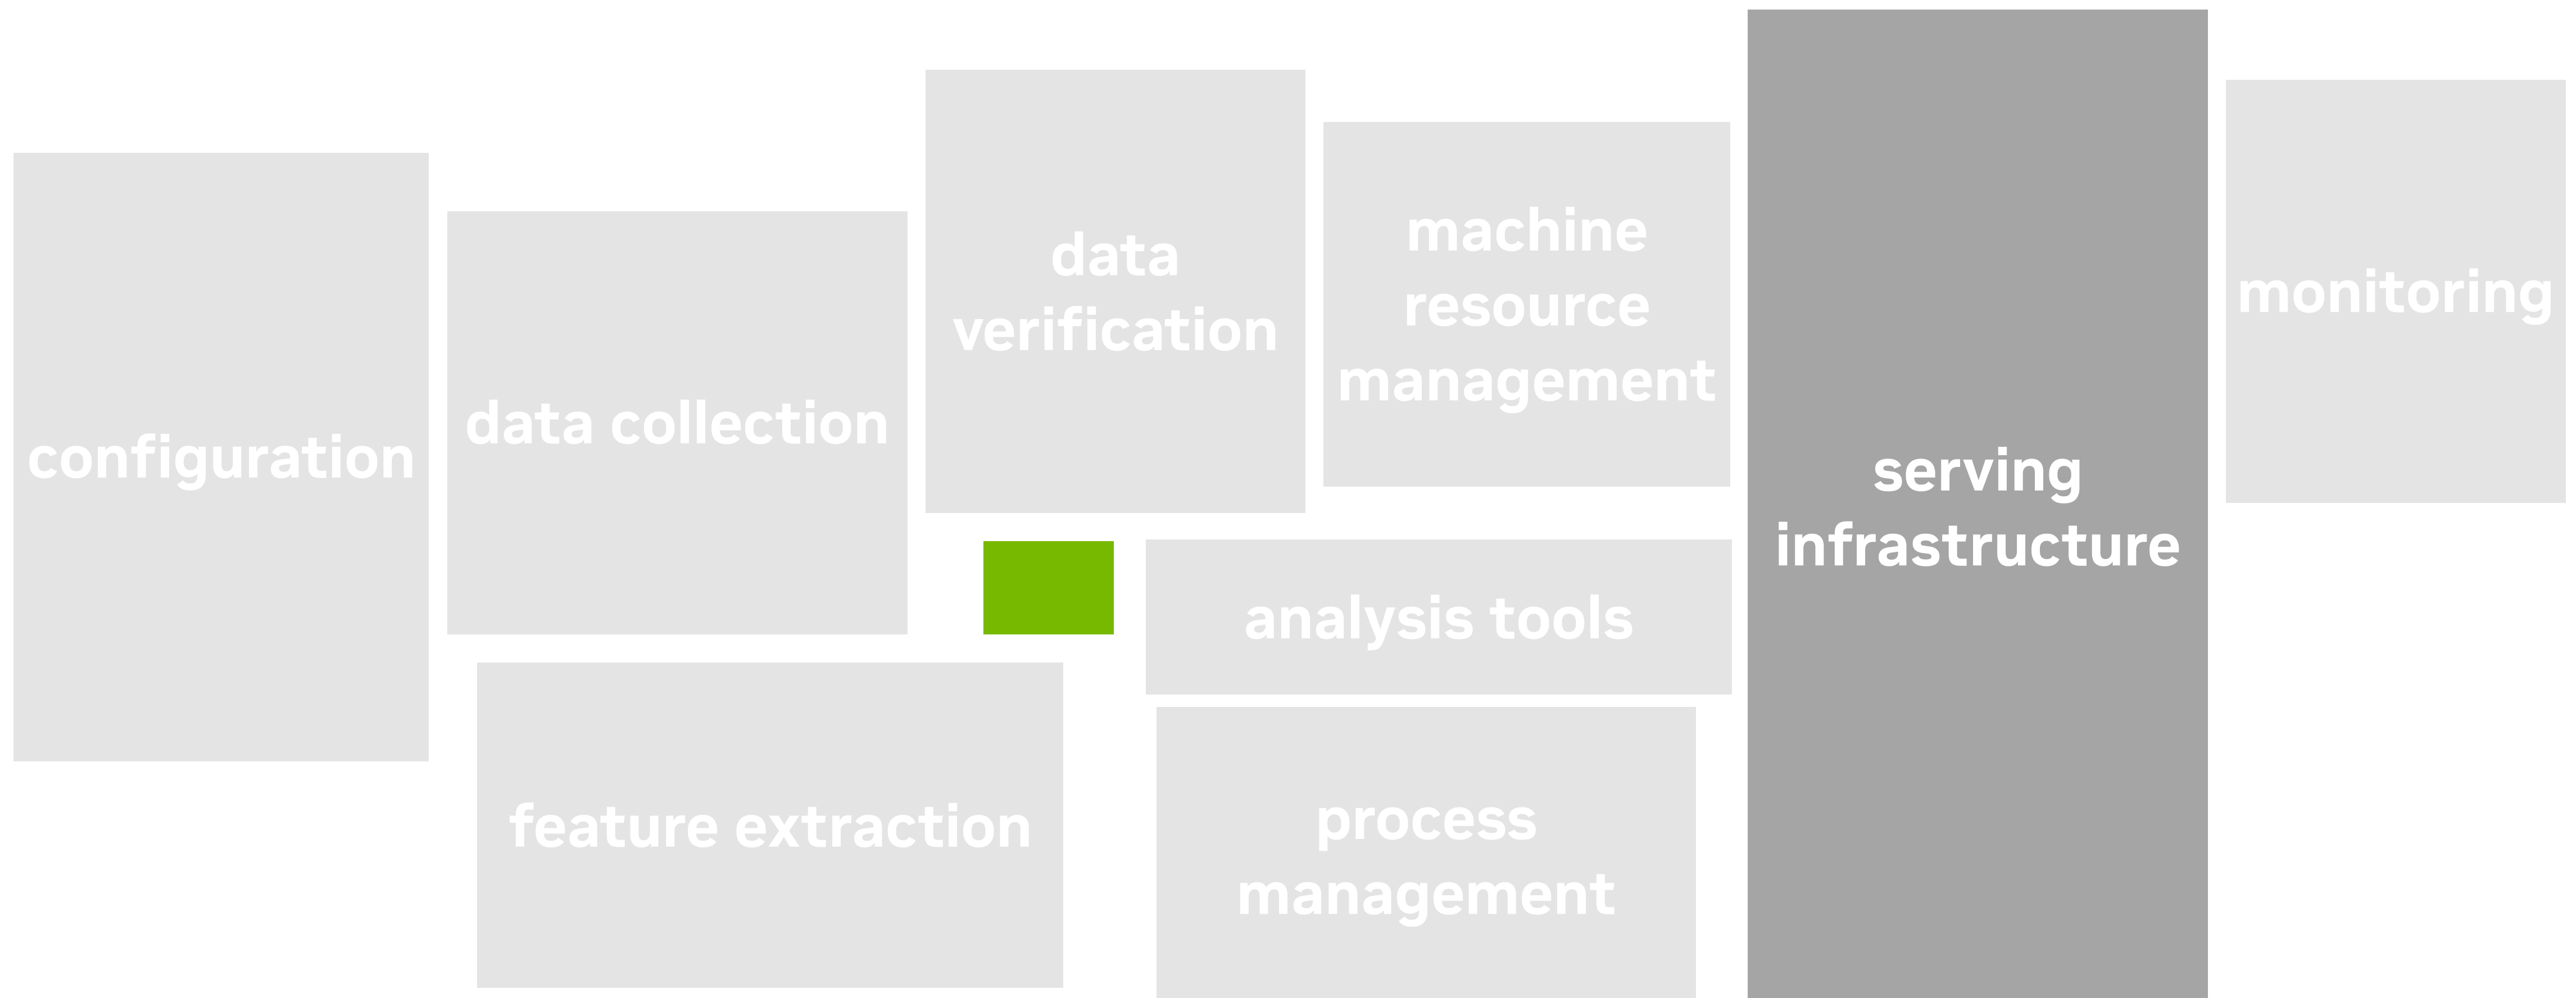 configuration
data collection
data
verification
machine
resource
management
serving
infrastructure
monitoring
analysis tools
feature extraction
process
management